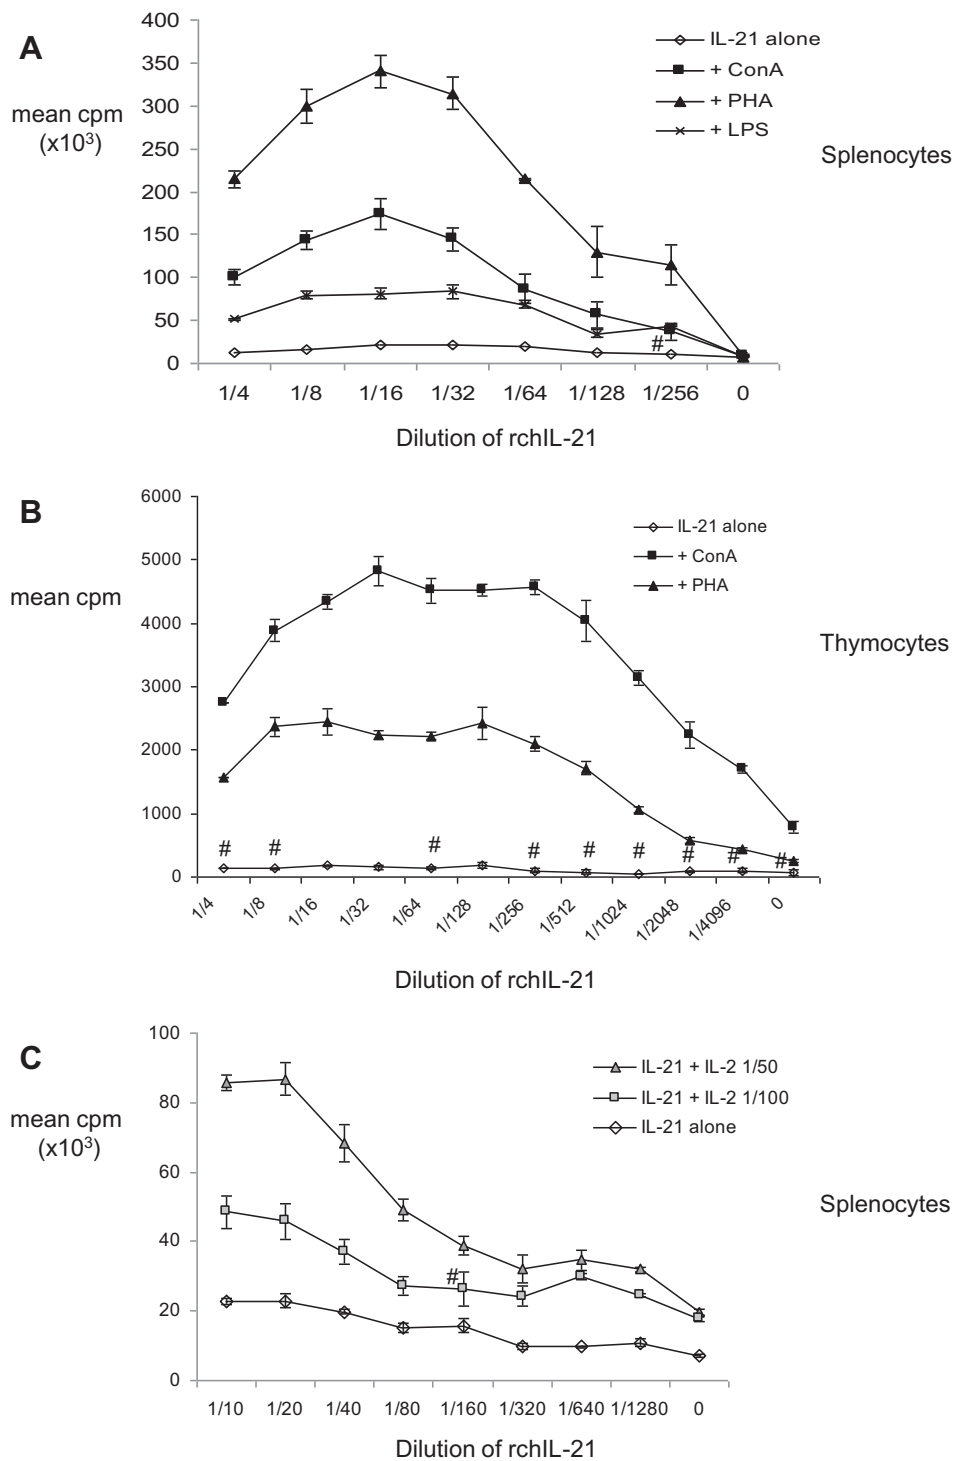 A
mean cpm
(x10³)
400
350
300
250
200
150
100
50
0
IL-21 alone
+ ConA
+ PHA
+ LPS
Splenocytes
#
1/4 1/8 1/16 1/32 1/64 1/128 1/256 0
Dilution of rchIL-21
B
mean cpm
6000
5000
4000
3000
2000
1000
0
IL-21 alone
+ ConA
+ PHA
Thymocytes
# # # # # # # # #
1/4 1/8 1/16 1/32 1/64 1/128 1/256 1/512 1/1024 1/2048 1/4096 0
Dilution of rchIL-21
C
mean cpm
(x10³)
100
80
60
40
20
0
IL-21 + IL-2 1/50
IL-21 + IL-2 1/100
IL-21 alone
Splenocytes
#
1/10 1/20 1/40 1/80 1/160 1/320 1/640 1/1280 0
Dilution of rchIL-21